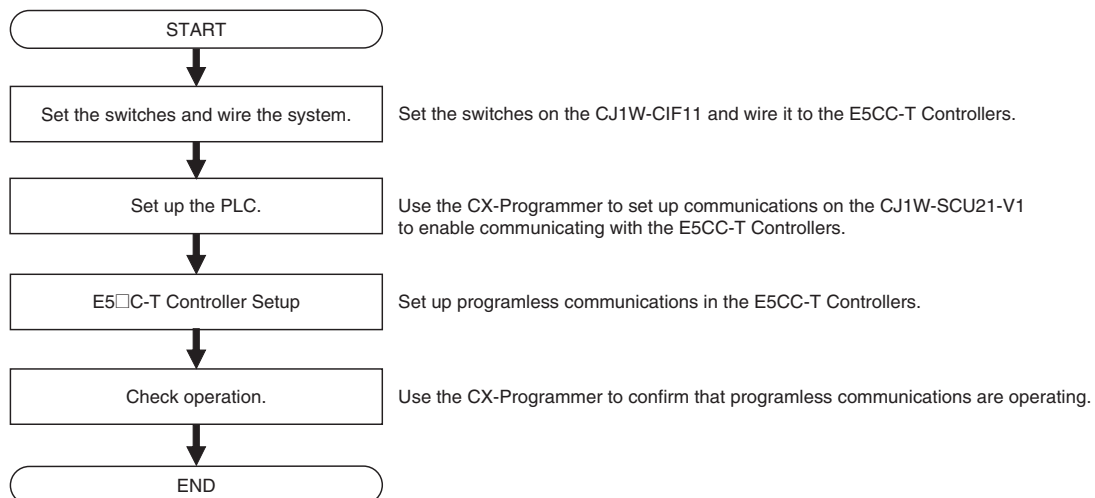 START
Set the switches and wire the system.
Set the switches on the CJ1W-CIF11 and wire it to the E5CC-T Controllers.
Set up the PLC.
Use the CX-Programmer to set up communications on the CJ1W-SCU21-V1
to enable communicating with the E5CC-T Controllers.
E5□C-T Controller Setup
Set up programless communications in the E5CC-T Controllers.
Check operation.
Use the CX-Programmer to confirm that programless communications are operating.
END